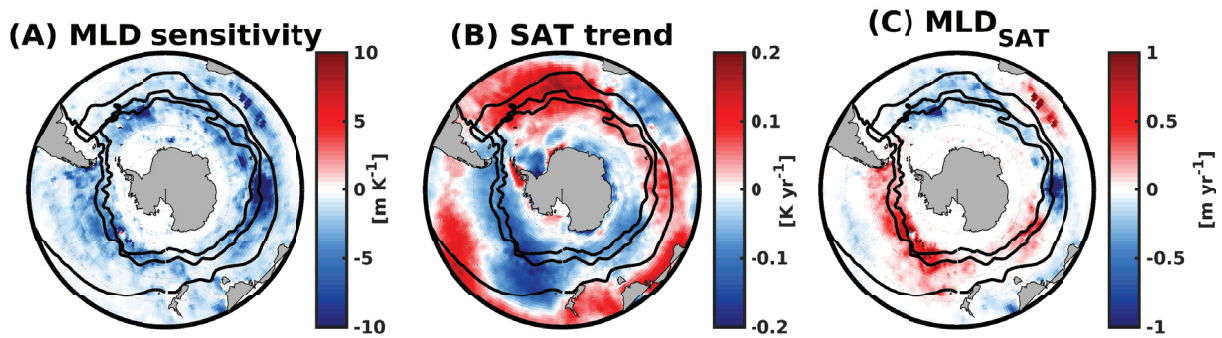 (A) MLD sensitivity
10
5
0
-5
-10
[m K-1]
(B) SAT trend
0.2
0.1
0
-0.1
-0.2
[K yr-1]
(C) MLDSAT
1
0.5
0
-0.5
-1
[m yr-1]